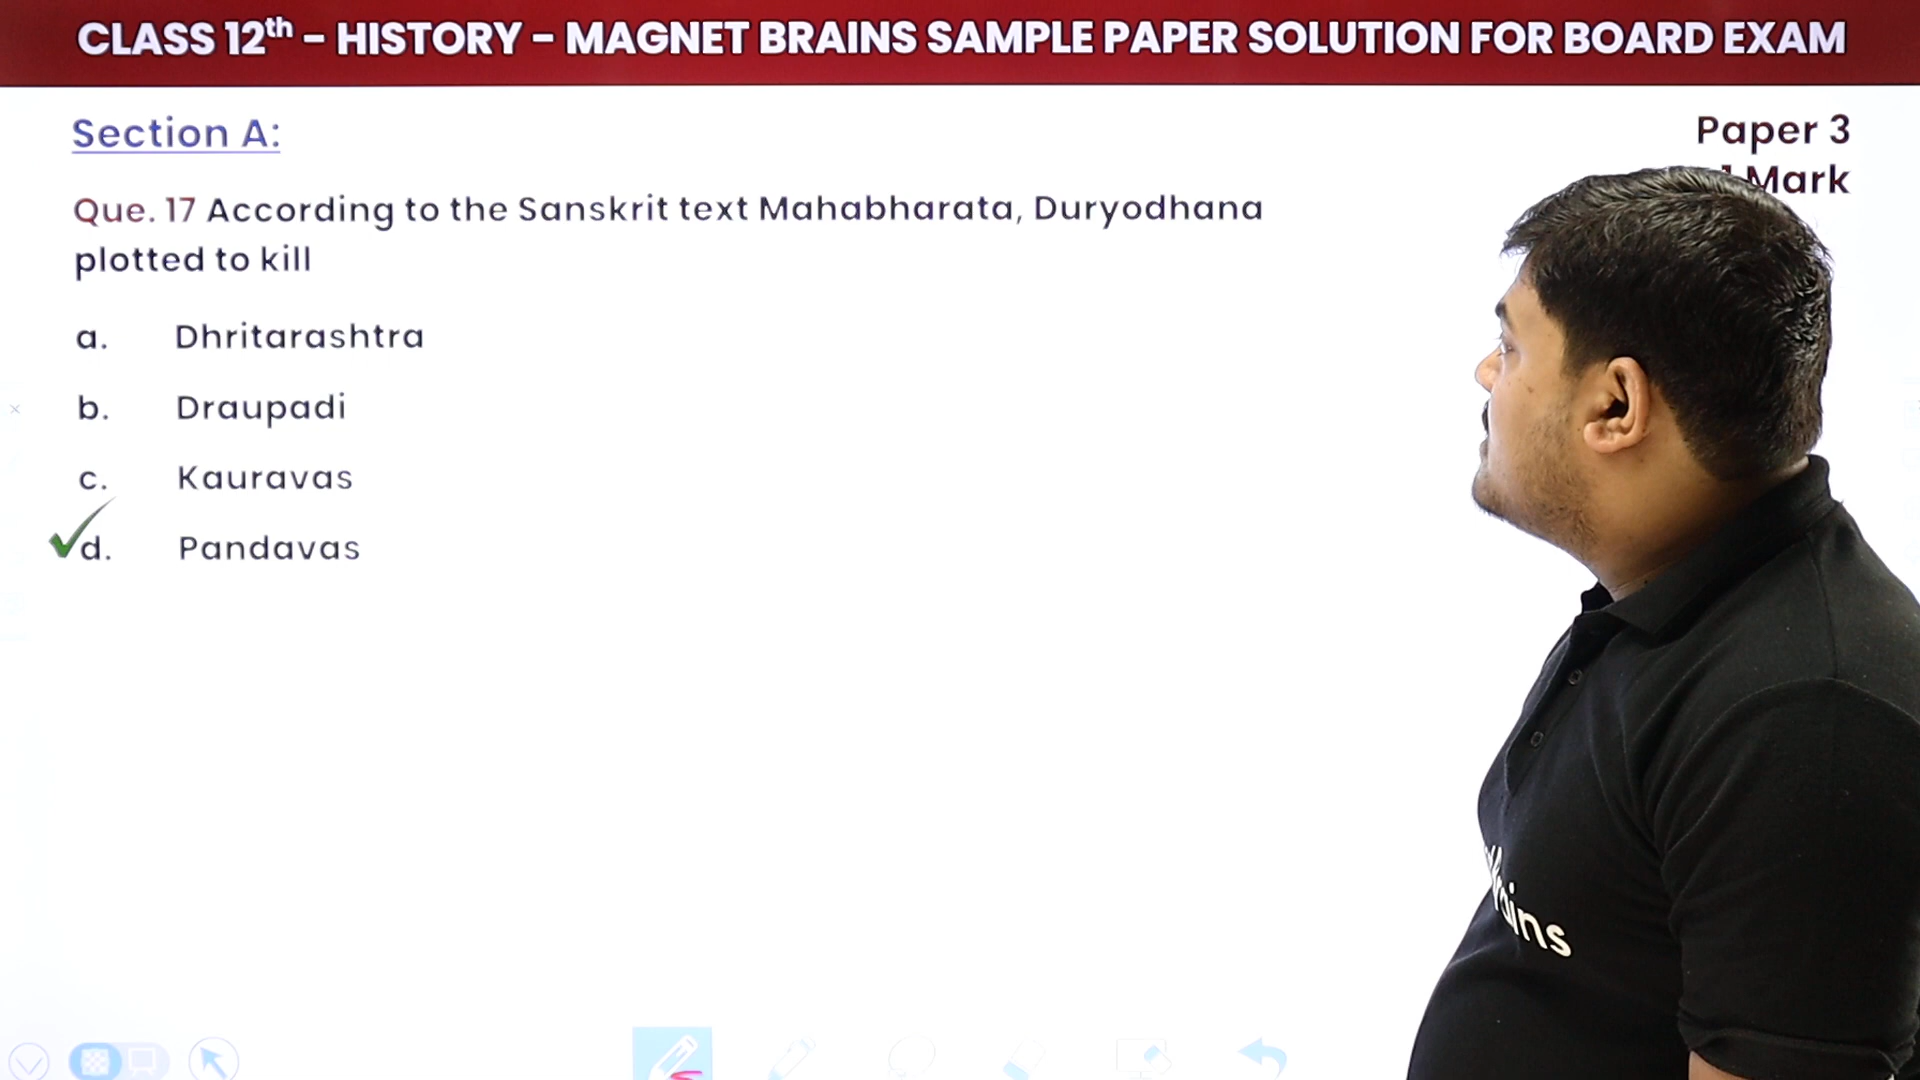 CLASS 12th - HISTORY - MAGNET BRAINS SAMPLE PAPER SOLUTION FOR BOARD EXAM
Section A:
Paper 3
Mark
Que. 17 According to the Sanskrit text Mahabharata, Duryodhana
plotted to kill
a. Dhritarashtra
b. Draupadi
c. Kauravas
d. Pandavas